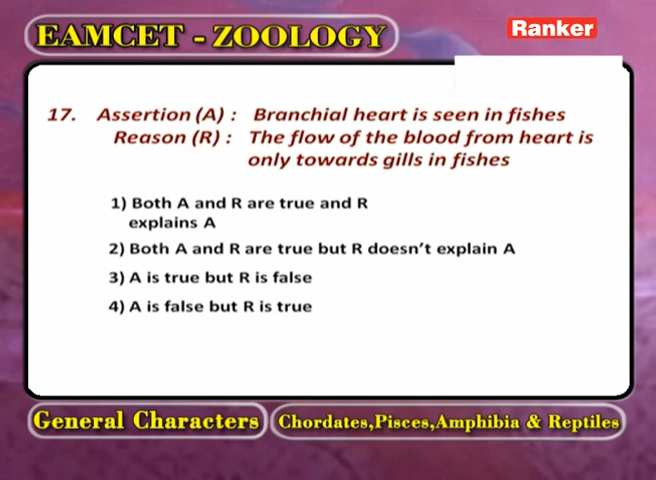 EAMCET - ZOOLOGY
Ranker
17. Assertion (A) : Branchial heart is seen in fishes
Reason (R) : The flow of the blood from heart is
only towards gills in fishes
1) Both A and R are true and R
explains A
2) Both A and R are true but R doesn't explain A
3) A is true but R is false
4) A is false but R is true
General Characters
Chordates,Pisces,Amphibia & Reptiles